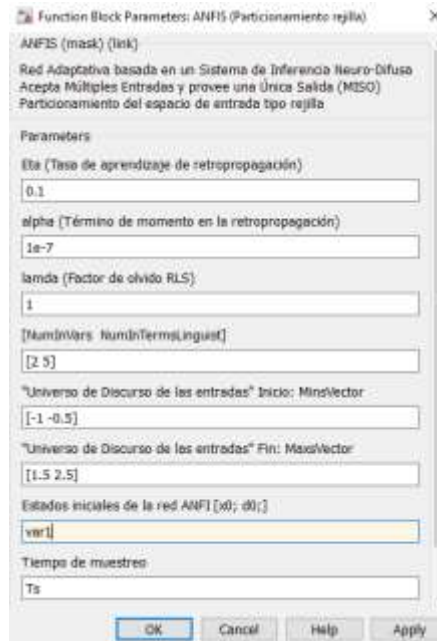 Function Block Parameters: ANFIS (Particionamiento rejilla)
ANFIS (mask) (link)
Red Adaptativa basada en un Sistema de Inferencia Neuro-Difusa
Acepta Múltiples Entradas y provee una Única Salida (MISO)
Particionamiento del espacio de entrada tipo rejilla
Parameters
Eta (Tasa de aprendizaje de retropropagación)
0.1
alpha (Término de momento en la retropropagación)
1e-7
lamda (Factor de olvido RLS)
1
[NumInVars NumInTermsLinguist]
[2 5]
"Universo de Discurso de las entradas" Inicio: MinsVector
[-1 -0.5]
"Universo de Discurso de las entradas" Fin: MaxsVector
[1.5 2.5]
Estados iniciales de la red ANFI [x0; d0;]
var1
Tiempo de muestreo
Ts
OK Cancel Help Apply